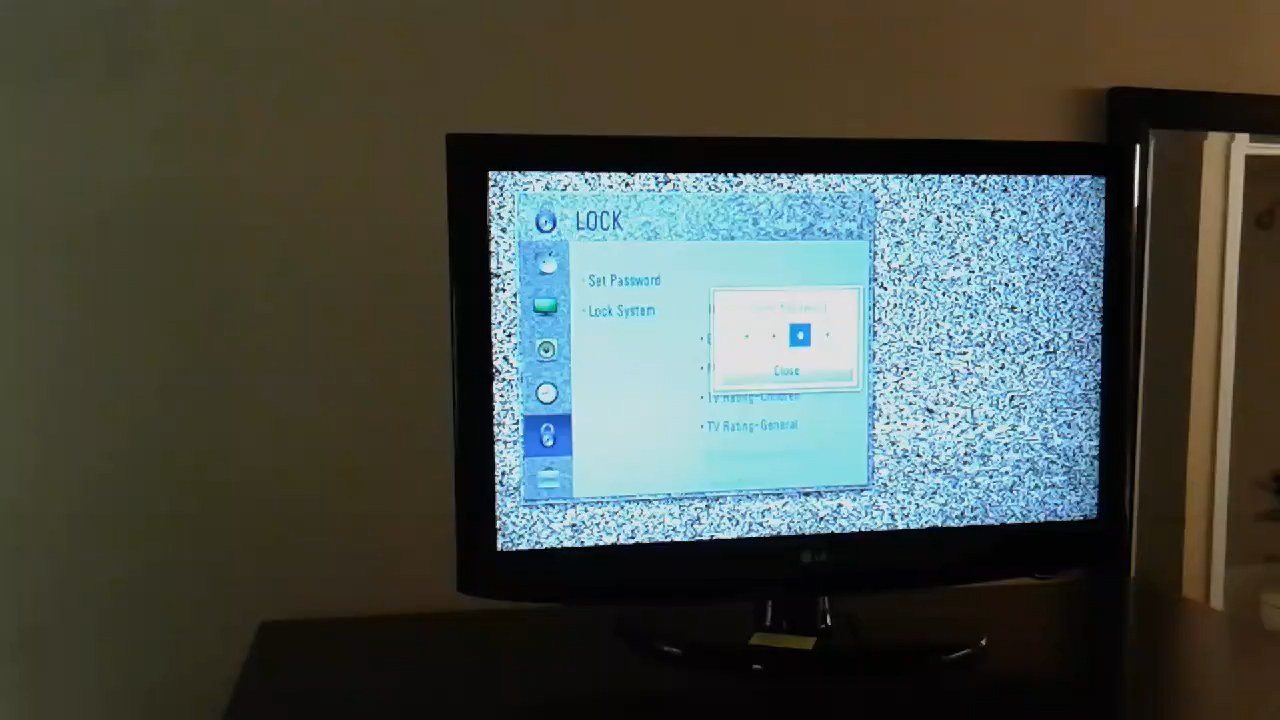 LOCK
· Set Password
· Lock System
Close
· TV Rating-Children
· TV Rating-General
LG